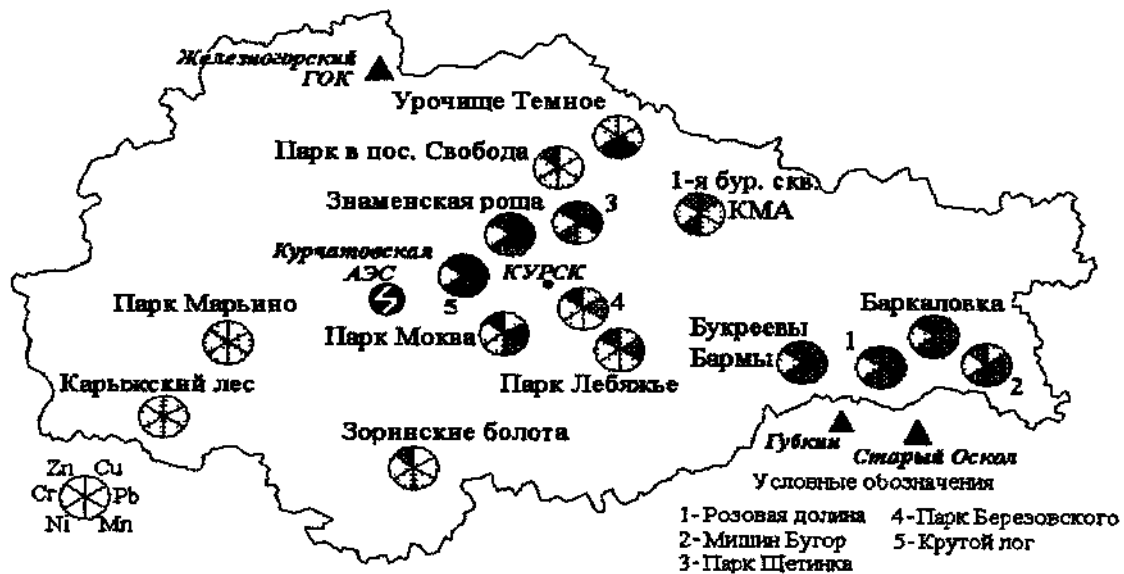 Железногорский
ГОК
Урочище Темное
Парк в пос. Свобода
1-я бур. скв.
КМА
Знаменская роша
3
Курчатовская
АЭС
КУРСК
5
4
Парк Марьино
Парк Моква
Баркаловка
Букреевы
Бармы
1
2
Карыжский лес
Парк Лебяжье
Зоринские болота
Губкин
Старый Оскол
Zn Cu
Cr Pb
Ni Mn
Условные обозначения
1-Розовая долина 4-Парк Березовского
2-Мишин Бугор 5-Крутой лог
3-Парк Щетинка